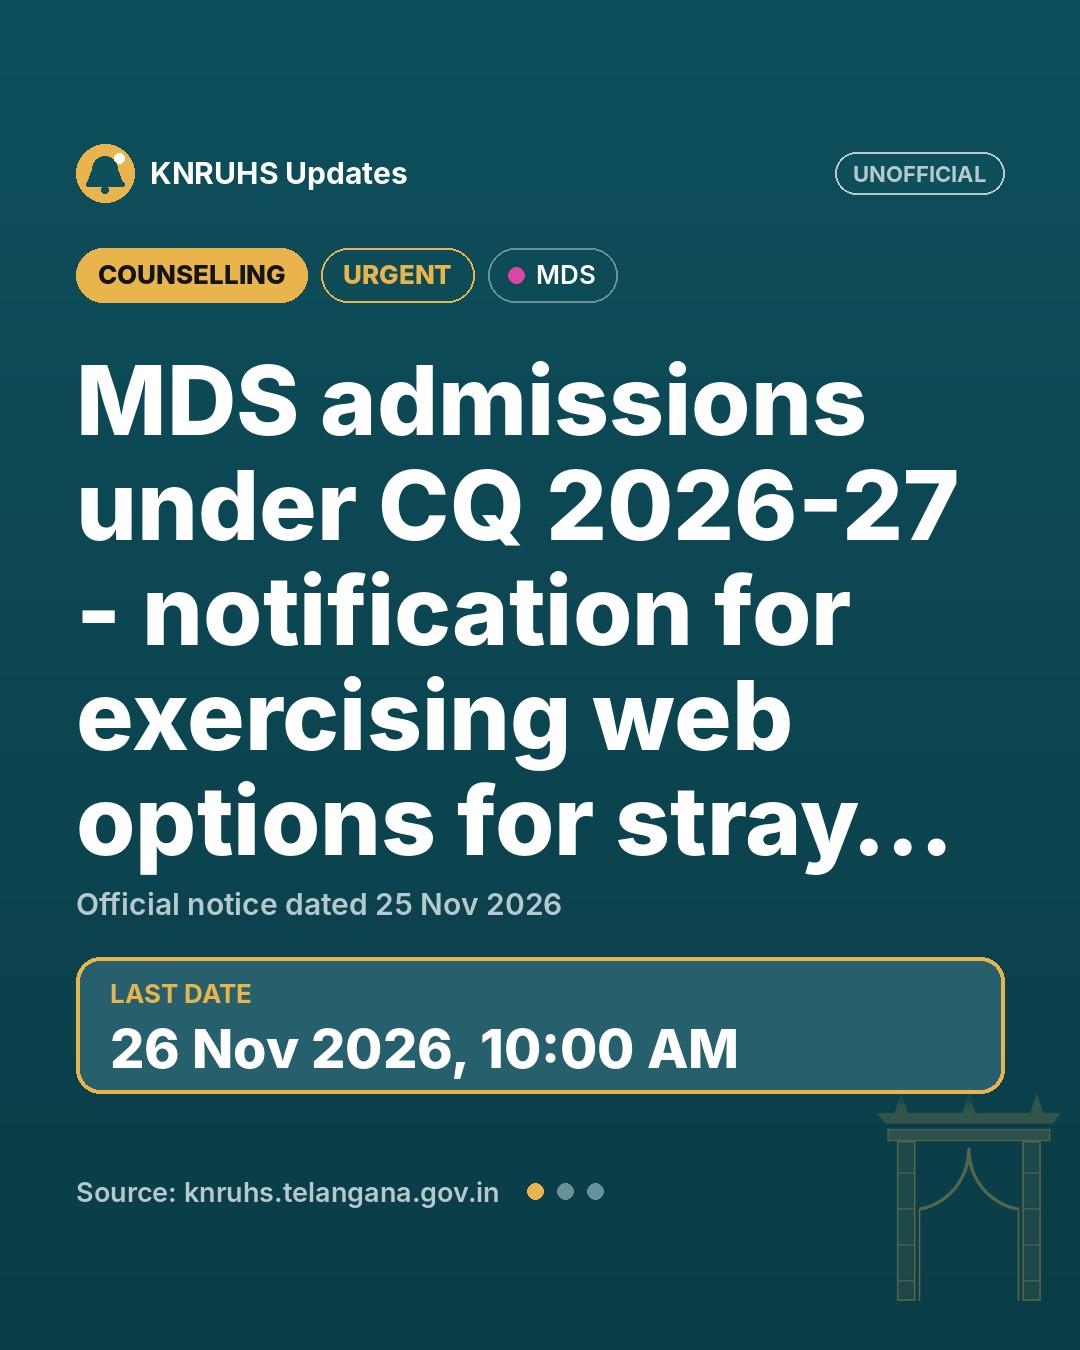 KNRUHS Updates
UNOFFICIAL
COUNSELLING
URGENT
MDS
MDS admissions
under CQ 2026-27
- notification for
exercising web
options for stray...
Official notice dated 25 Nov 2026
LAST DATE
26 Nov 2026, 10:00 AM
Source: knruhs.telangana.gov.in